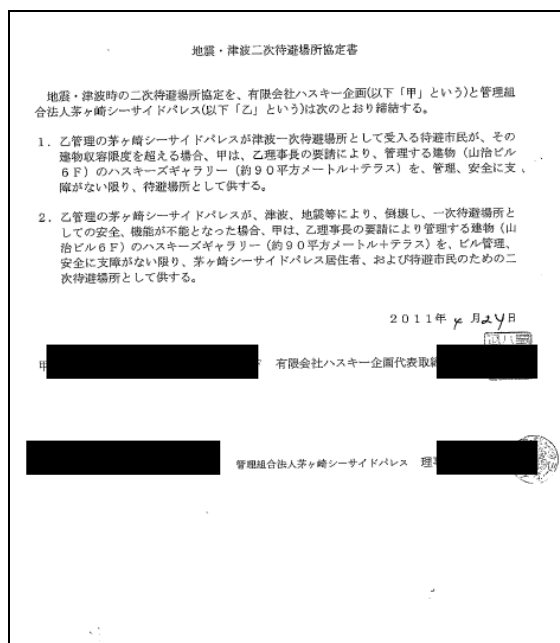 地震・津波二次待避場所協定書
地震・津波時の二次待避場所協定を、有限会社ハスキー企画(以下「甲」という)と管理組
合法人茅ヶ崎シーサイドパレス(以下「乙」という)は次のとおり締結する。
1．乙管理の茅ヶ崎シーサイドパレスが津波一次待避場所として受入る待避市民が、その
建物収容限度を超える場合、甲は、乙理事長の要請により、管理する建物（山治ビル
６Ｆ）のハスキーズギャラリー（約９０平方メートル＋テラス）を、管理、安全に支
障がない限り、待避場所として供する。
2．乙管理の茅ヶ崎シーサイドパレスが、津波、地震等により、倒壊し、一次待避場所と
しての安全、機能が不能となった場合、甲は、乙理事長の要請により管理する建物（山
治ビル６Ｆ）のハスキーズギャラリー（約９０平方メートル＋テラス）を、ビル管理、
安全に支障がない限り、茅ヶ崎シーサイドパレス居住者、および待避市民のための二
次待避場所として供する。
２０１１年 4 月24日
甲 有限会社ハスキー企画代表取
管理組合法人茅ヶ崎シーサイドパレス 理